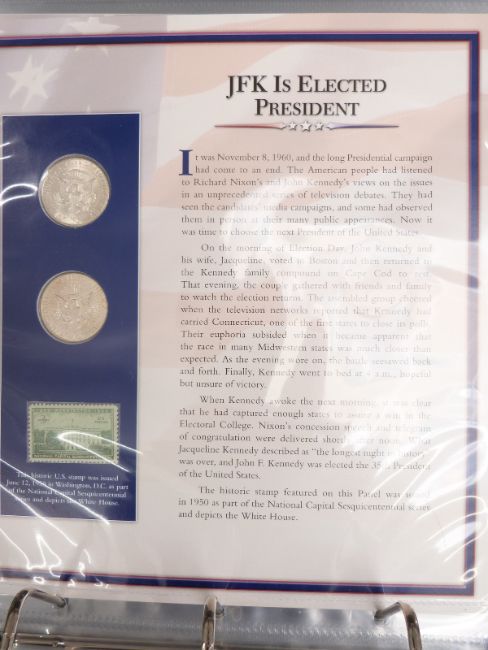 JFK IS ELECTED
PRESIDENT
It was November 8, 1960, and the long Presidential campaign
had come to an end. The American people had listened
to Richard Nixon's and John Kennedy's views on the issues
in an unprecedented series of television debates. They had
seen the candidates' media campaigns, and some had observed
them in person at their many public appearances. Now it
was time to choose the next President of the United States.
On the morning of Election Day, John Kennedy and
his wife, Jacqueline, voted in Boston and then returned to
the Kennedy family compound on Cape Cod to rest.
That evening, the couple gathered with friends and family
to watch the election returns. The assembled group cheered
when the television networks reported that Kennedy had
carried Connecticut, one of the first states to close its polls.
Their euphoria subsided when it became apparent that
the race in many Midwestern states was much closer than
expected. As the evening wore on, the battle seesawed back
and forth. Finally, Kennedy went to bed at 4 a.m., hopeful
but unsure of victory.
When Kennedy awoke the next morning, it was clear
that he had captured enough states to assure a win in the
Electoral College. Nixon's concession speech and telegram
of congratulations were delivered shortly after noon. What
Jacqueline Kennedy described as "the longest night in history"
was over, and John F. Kennedy was elected the 35th President
of the United States.
The historic stamp featured on this Panel was issued
in 1950 as part of the National Capital Sesquicentennial series
and depicts the White House.
This historic U.S. stamp was issued
June 12, 1950 in Washington, D.C. as part
of the National Capital Sesquicentennial
series and depicts the White House.